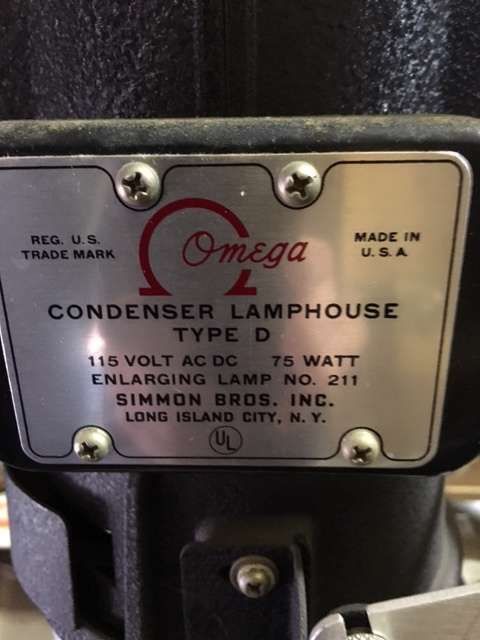 REG. U.S.
TRADE MARK
Omega
MADE IN
U.S.A
CONDENSER LAMPHOUSE
TYPE D
115 VOLT AC DC 75 WATT
ENLARGING LAMP NO. 211
SIMMON BROS. INC.
LONG ISLAND CITY, N.Y.
UL